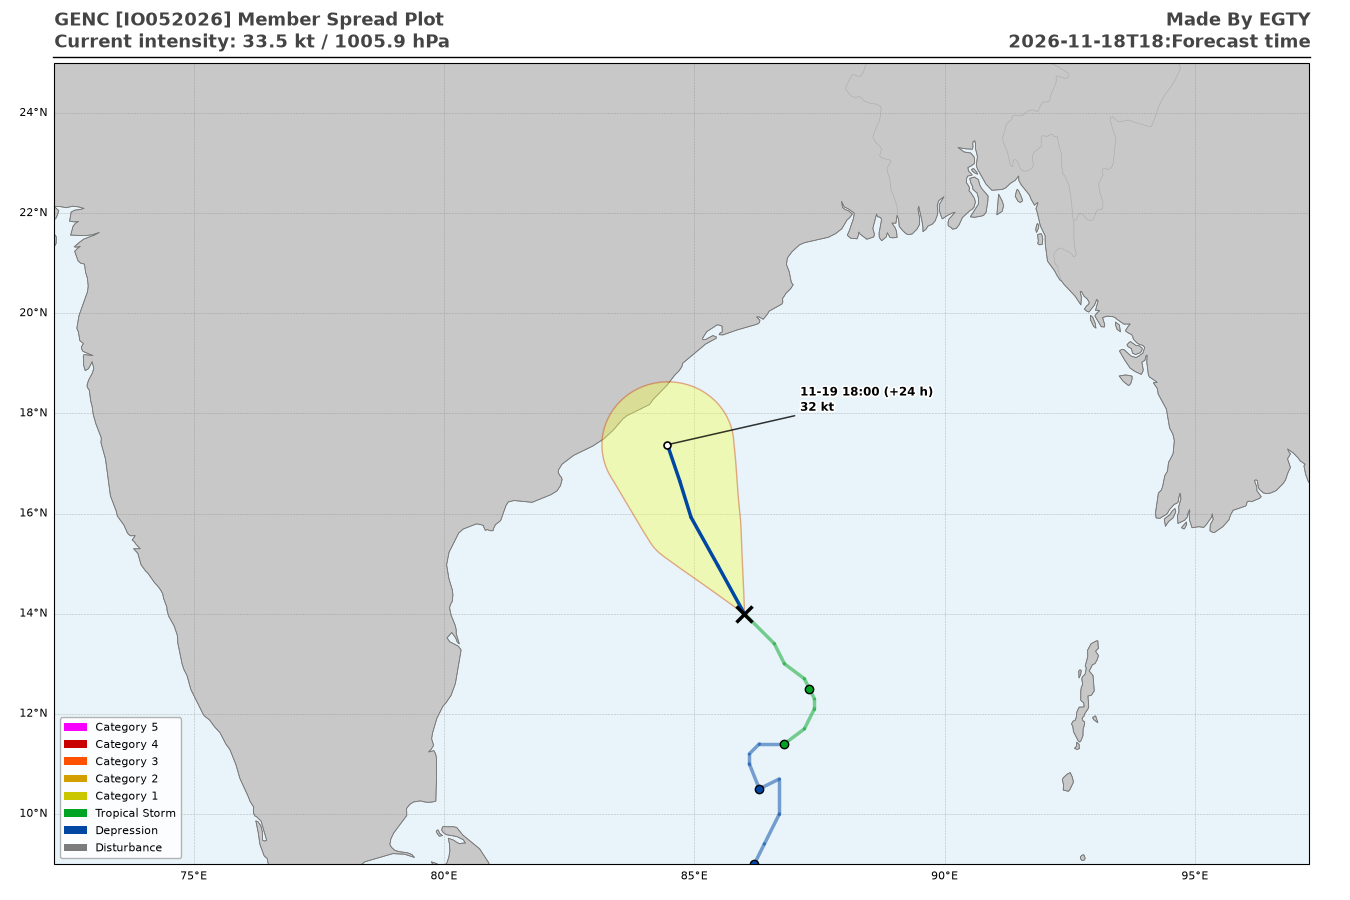 GENC [IO052026] Member Spread Plot
Made By EGTY
Current intensity: 33.5 kt / 1005.9 hPa
2026-11-18T18:Forecast time
24°N
22°N
20°N
18°N
16°N
14°N
12°N
10°N
11-19 18:00 (+24 h)
32 kt
Category 5
Category 4
Category 3
Category 2
Category 1
Tropical Storm
Depression
Disturbance
75°E
80°E
85°E
90°E
95°E